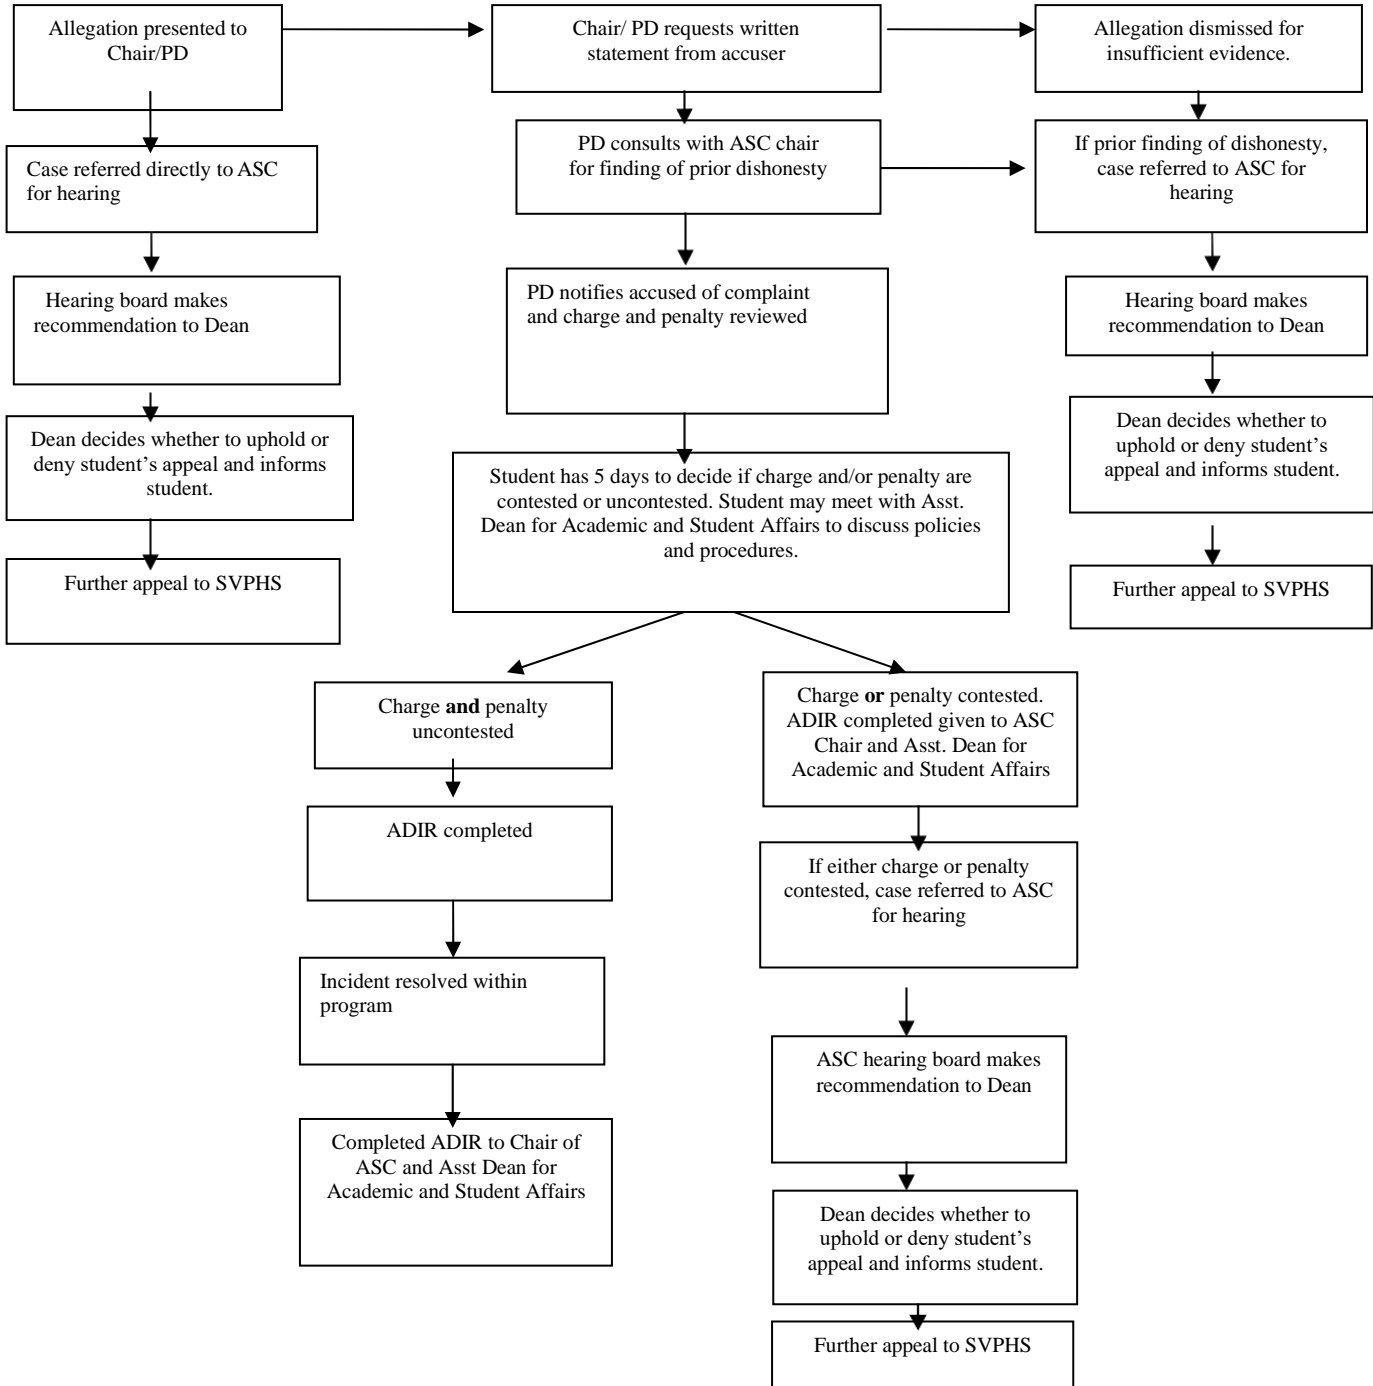 Allegation presented to
Chair/PD
Chair/ PD requests written
statement from accuser
Allegation dismissed for
insufficient evidence.
Case referred directly to ASC
for hearing
PD consults with ASC chair
for finding of prior dishonesty
If prior finding of dishonesty,
case referred to ASC for
hearing
Hearing board makes
recommendation to Dean
PD notifies accused of complaint
and charge and penalty reviewed
Hearing board makes
recommendation to Dean
Dean decides whether to uphold or
deny student’s appeal and informs
student.
Student has 5 days to decide if charge and/or penalty are
contested or uncontested. Student may meet with Asst.
Dean for Academic and Student Affairs to discuss policies
and procedures.
Dean decides whether to
uphold or deny student’s
appeal and informs student.
Further appeal to SVPHS
Further appeal to SVPHS
Charge and penalty
uncontested
Charge or penalty contested.
ADIR completed given to ASC
Chair and Asst. Dean for
Academic and Student Affairs
ADIR completed
If either charge or penalty
contested, case referred to ASC
for hearing
Incident resolved within
program
ASC hearing board makes
recommendation to Dean
Completed ADIR to Chair of
ASC and Asst Dean for
Academic and Student Affairs
Dean decides whether to
uphold or deny student’s
appeal and informs student.
Further appeal to SVPHS